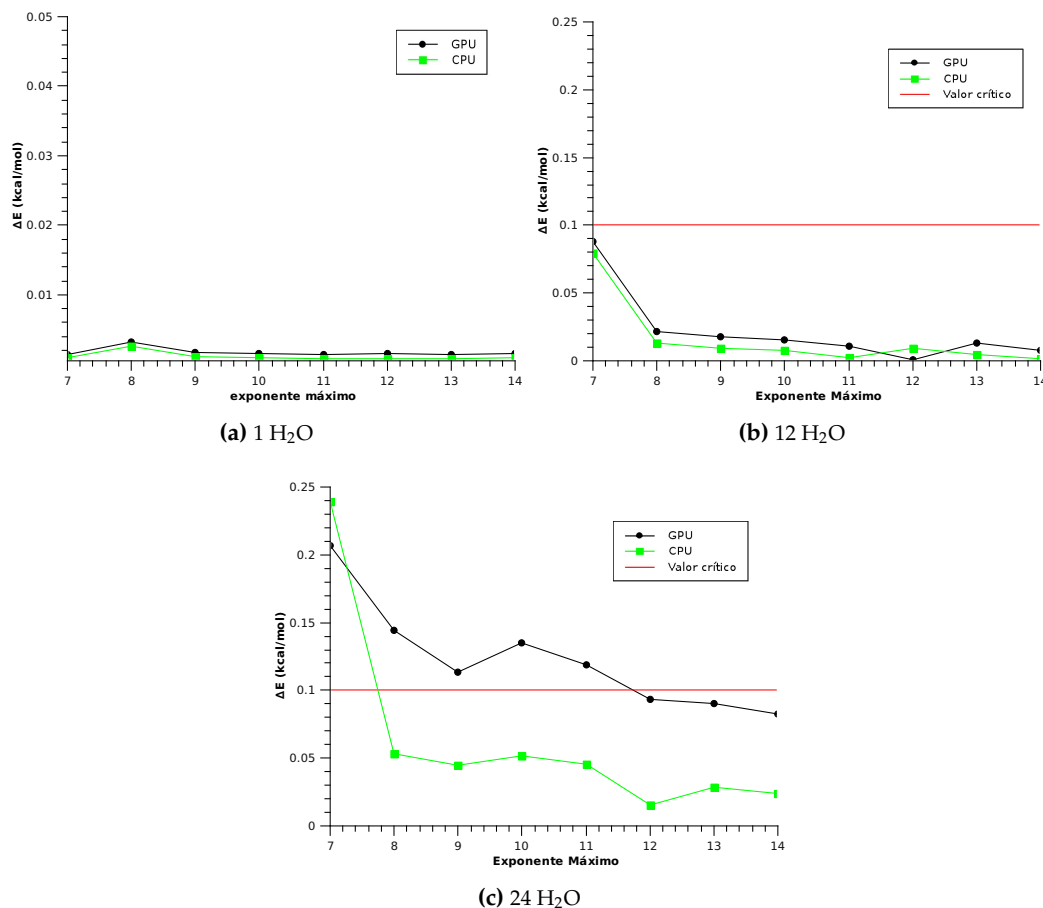 0.05
0.04
0.03
0.02
0.01
ΔE (kcal/mol)
GPU
CPU
7 8 9 10 11 12 13 14
exponente máximo
(a) 1 H₂O
0.25
0.2
0.15
0.1
0.05
0
ΔE (kcal/mol)
GPU
CPU
Valor crítico
7 8 9 10 11 12 13 14
Exponente Máximo
(b) 12 H₂O
0.25
0.2
0.15
0.1
0.05
0
ΔE (kcal/mol)
GPU
CPU
Valor crítico
7 8 9 10 11 12 13 14
Exponente Máximo
(c) 24 H₂O